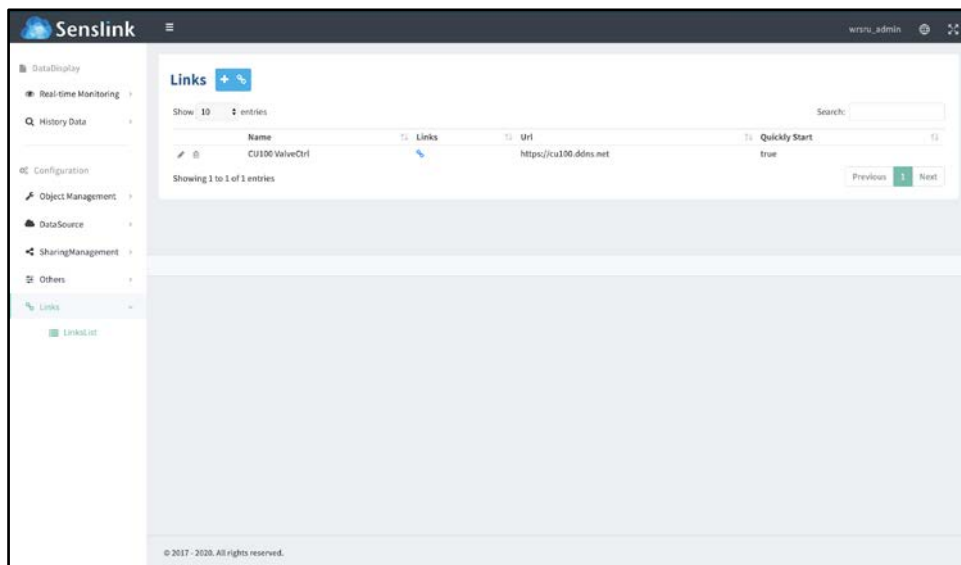 Senslink
wrsru_admin
DataDisplay
Real-time Monitoring
History Data
Configuration
Object Management
DataSource
SharingManagement
Others
Links
LinksList
Links
Show 10 entries
Search:
Name Links Url Quickly Start
CU100 ValveCtrl https://cu100.ddns.net true
Showing 1 to 1 of 1 entries
Previous 1 Next
© 2017 - 2020. All rights reserved.